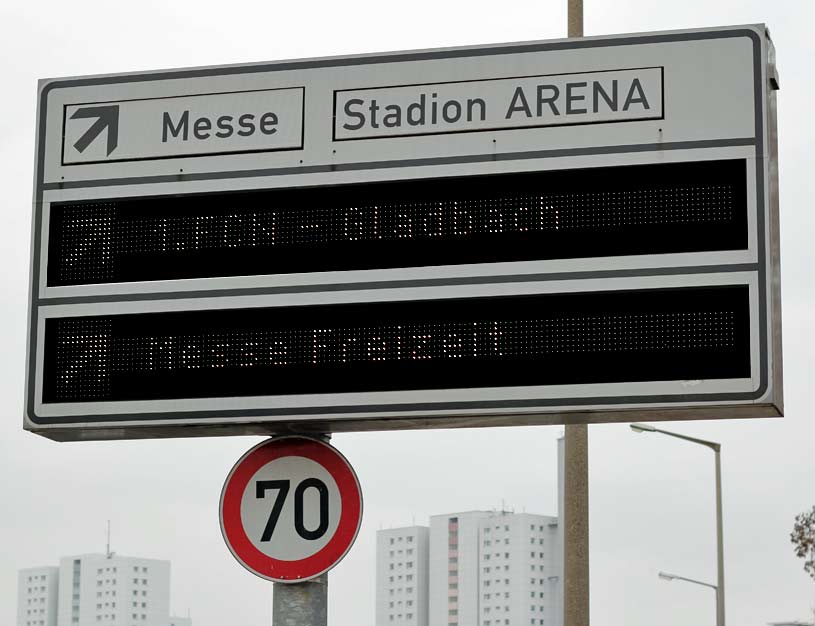 Messe Stadion ARENA
1.FCN - Gladbach
Messe Freizeit
70